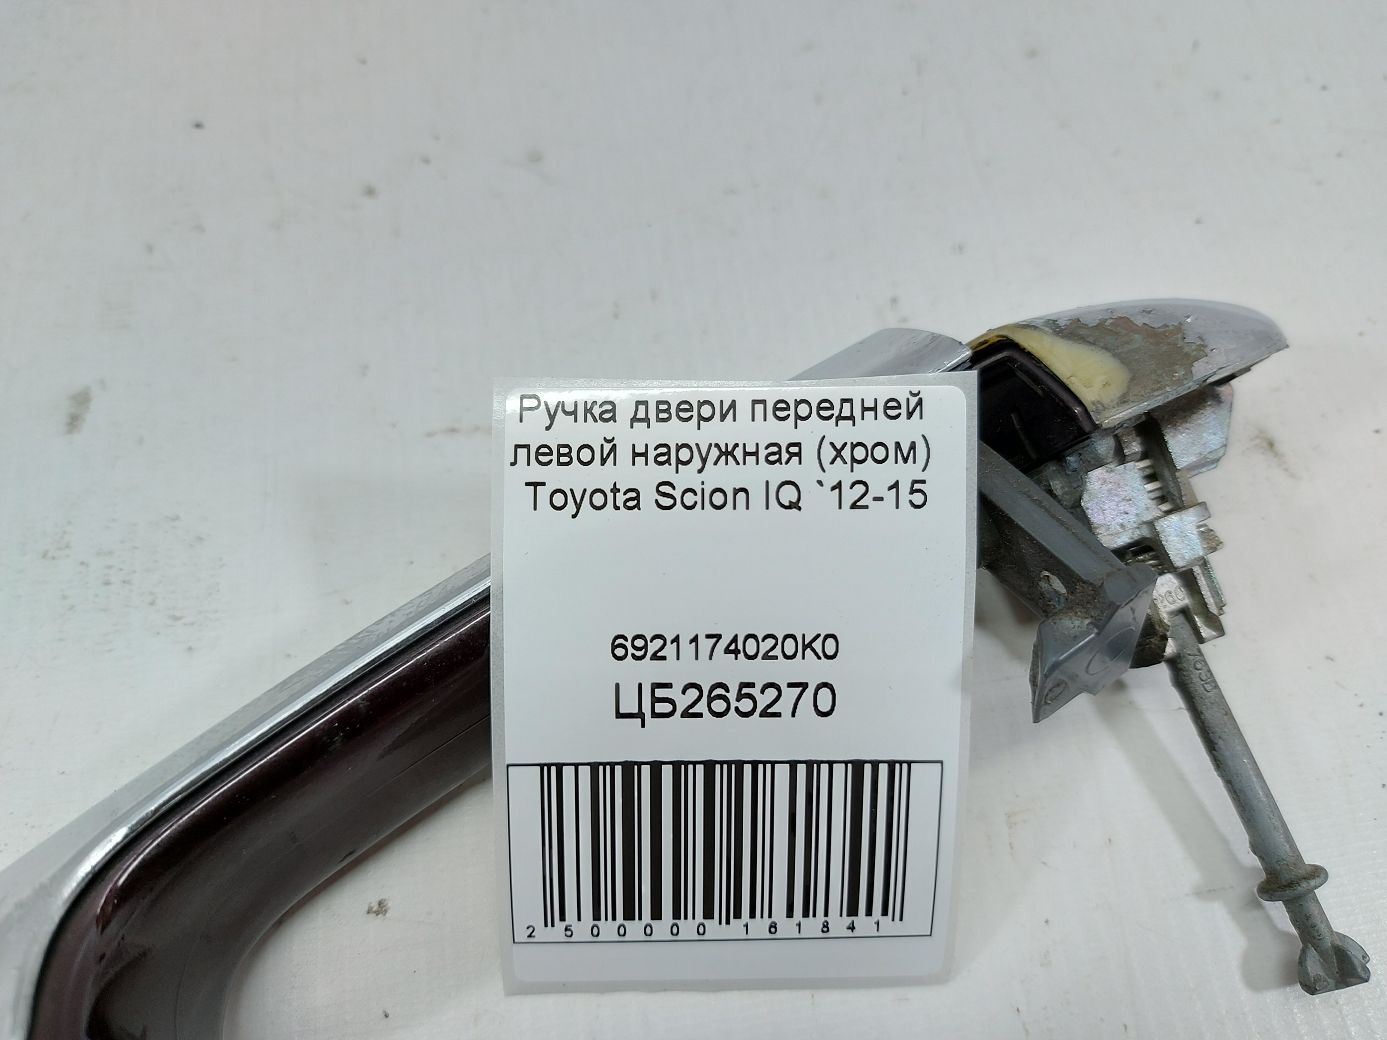 Ручка двери передней
левой наружная (хром)
Toyota Scion IQ `12-15
6921174020K0
ЦБ265270
2 500000 161841